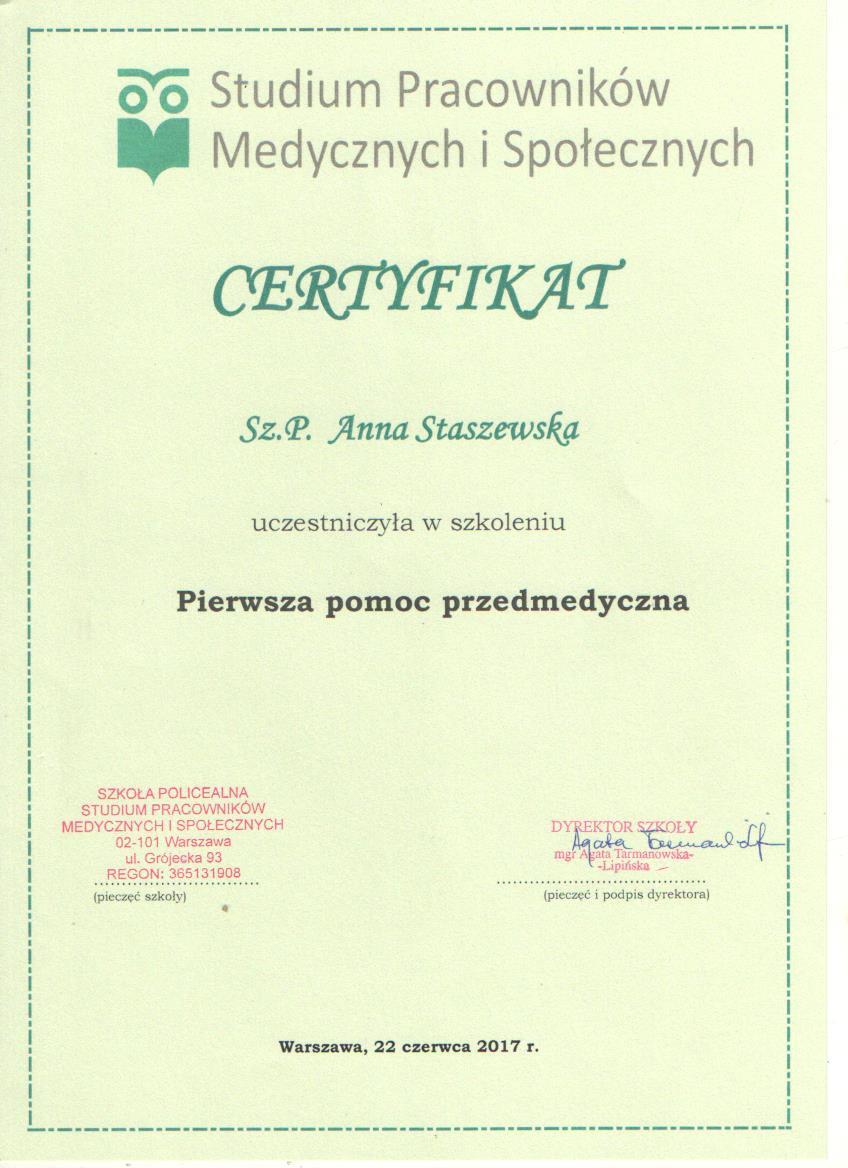 Studium Pracowników
Medycznych i Społecznych
CERTYFIKAT
Sz.P. Anna Staszewska
uczestniczyła w szkoleniu
Pierwsza pomoc przedmedyczna
SZKOŁA POLICEALNA
STUDIUM PRACOWNIKÓW
MEDYCZNYCH I SPOŁECZNYCH
02-101 Warszawa
ul. Grójecka 93
REGON: 365131908
(pieczęć szkoły)
DYREKTOR SZKOŁY
Agata
mgr Agata Tarmanowska-
-Lipińska
(pieczęć i podpis dyrektora)
Warszawa, 22 czerwca 2017 r.